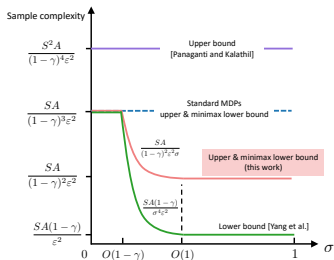 Sample complexity
S²A
(1 − γ)⁴ε²
Upper bound
[Panaganti and Kalathil]
SA
(1 − γ)³ε²
Standard MDPs
upper & minimax lower bound
SA
(1−γ)²ε²σ
SA
(1 − γ)²ε²
Upper & minimax lower bound
(this work)
SA(1−γ)
σ⁴ε²
SA(1 − γ)
ε²
Lower bound [Yang et al.]
0 O(1 − γ) O(1) 1 σ